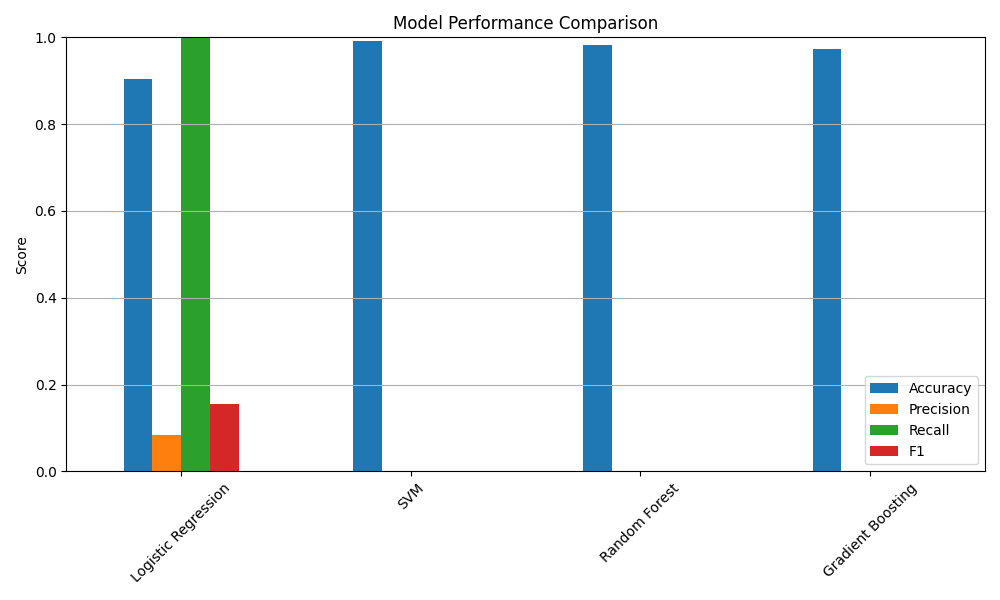 Model Performance Comparison
Score
1.0
0.8
0.6
0.4
0.2
0.0
Accuracy
Precision
Recall
F1
Logistic Regression
SVM
Random Forest
Gradient Boosting